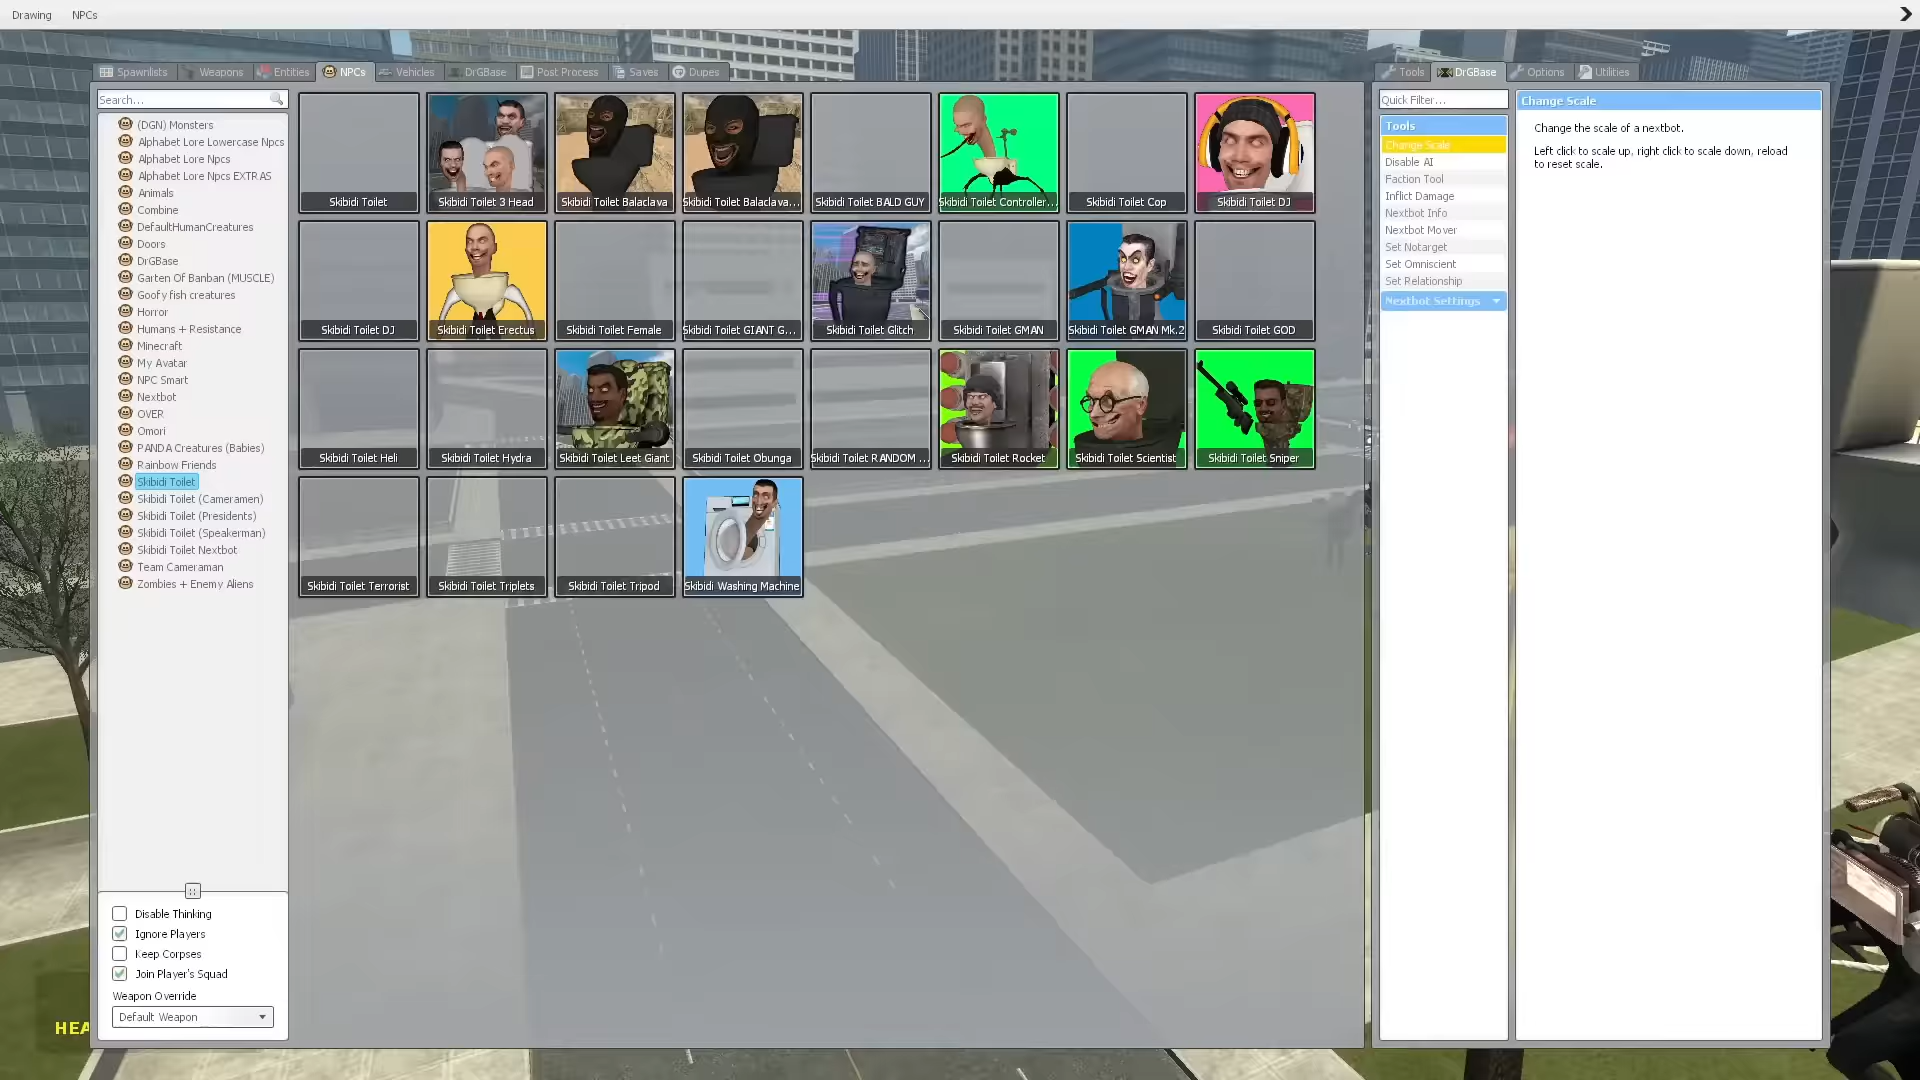 Drawing NPCs
Spawnlists Weapons Entities NPCs Vehicles DrGBase Post Process Saves Dupes
Search...
(DGN) Monsters
Alphabet Lore Lowercase Npcs
Alphabet Lore Npcs
Alphabet Lore Npcs EXTRAS
Animals
Combine
DefaultHumanCreatures
Doors
DrGBase
Garten Of Banban (MUSCLE)
Goofy fish creatures
Horror
Humans + Resistance
Minecraft
My Avatar
NPC Smart
Nextbot
OVER
Omori
PANDA Creatures (Babies)
Rainbow Friends
Skibidi Toilet
Skibidi Toilet (Cameramen)
Skibidi Toilet (Presidents)
Skibidi Toilet (Speakerman)
Skibidi Toilet Nextbot
Team Cameraman
Zombies + Enemy Aliens
Disable Thinking
Ignore Players
Keep Corpses
Join Player's Squad
Weapon Override
Default Weapon
HEA
Skibidi Toilet Skibidi Toilet 3 Head Skibidi Toilet Balaclava Skibidi Toilet Balaclava... Skibidi Toilet BALD GUY Skibidi Toilet Controller... Skibidi Toilet Cop Skibidi Toilet DJ
Skibidi Toilet DJ Skibidi Toilet Erectus Skibidi Toilet Female Skibidi Toilet GIANT G... Skibidi Toilet Glitch Skibidi Toilet GMAN Skibidi Toilet GMAN Mk.2 Skibidi Toilet GOD
Skibidi Toilet Heli Skibidi Toilet Hydra Skibidi Toilet Leet Giant Skibidi Toilet Obunga Skibidi Toilet RANDOM ... Skibidi Toilet Rocket Skibidi Toilet Scientist Skibidi Toilet Sniper
Skibidi Toilet Terrorist Skibidi Toilet Triplets Skibidi Toilet Tripod Skibidi Washing Machine
Tools DrGBase Options Utilities
Quick Filter...
Tools
Change Scale
Disable AI
Faction Tool
Inflict Damage
Nextbot Info
Nextbot Mover
Set Notarget
Set Omniscient
Set Relationship
Nextbot Settings
Change Scale
Change the scale of a nextbot.
Left click to scale up, right click to scale down, reload
to reset scale.